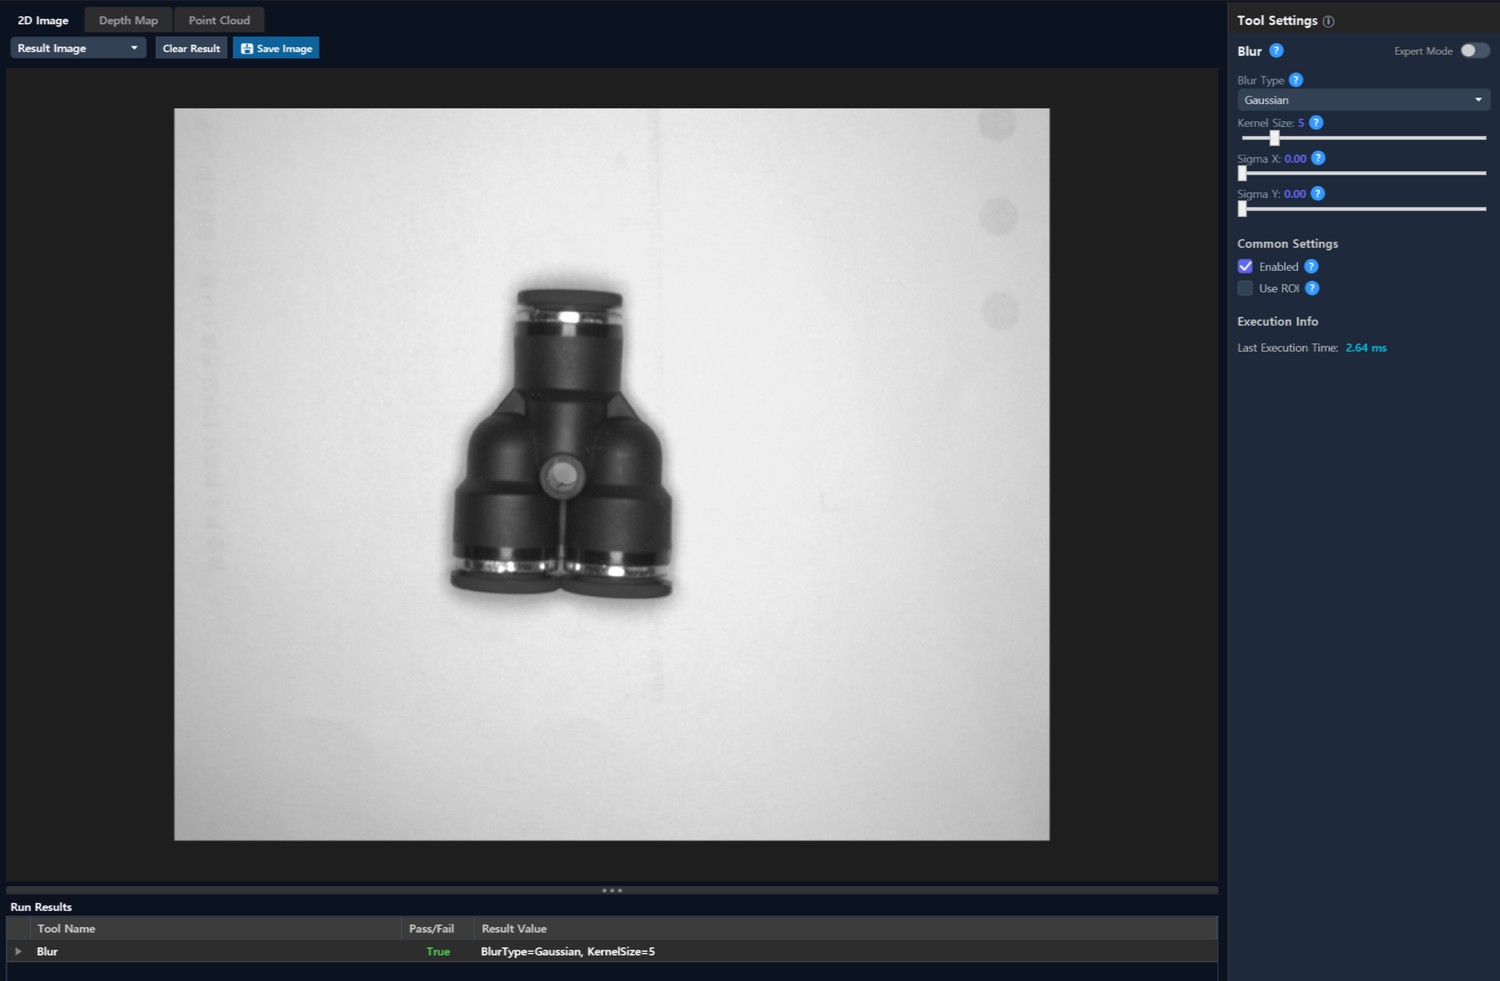 2D Image Depth Map Point Cloud
Result Image Clear Result Save Image
Tool Settings
Blur ? Expert Mode
Blur Type ?
Gaussian
Kernel Size: 5 ?
Sigma X: 0.00 ?
Sigma Y: 0.00 ?
Common Settings
Enabled ?
Use ROI ?
Execution Info
Last Execution Time: 2.64 ms
Run Results
Tool Name Pass/Fail Result Value
Blur True BlurType=Gaussian, KernelSize=5